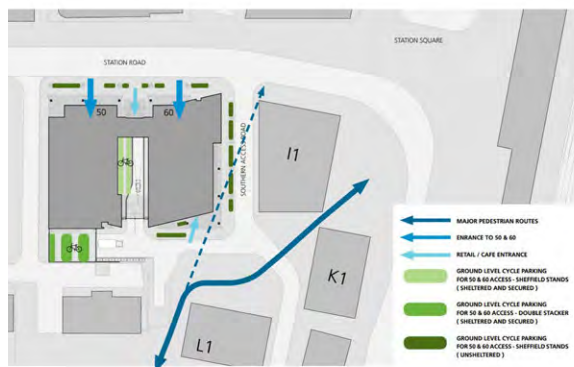 STATION SQUARE
STATION ROAD
50
60
SOUTHERN ACCESS ROAD
I1
K1
L1
MAJOR PEDESTRIAN ROUTES
ENTRANCE TO 50 & 60
RETAIL / CAFE ENTRANCE
GROUND LEVEL CYCLE PARKING
FOR 50 & 60 ACCESS - SHEFFIELD STANDS
( SHELTERED AND SECURED )
GROUND LEVEL CYCLE PARKING
FOR 50 & 60 ACCESS - DOUBLE STACKER
( SHELTERED AND SECURED )
GROUND LEVEL CYCLE PARKING
FOR 50 & 60 ACCESS - SHEFFIELD STANDS
( UNSHELTERED )